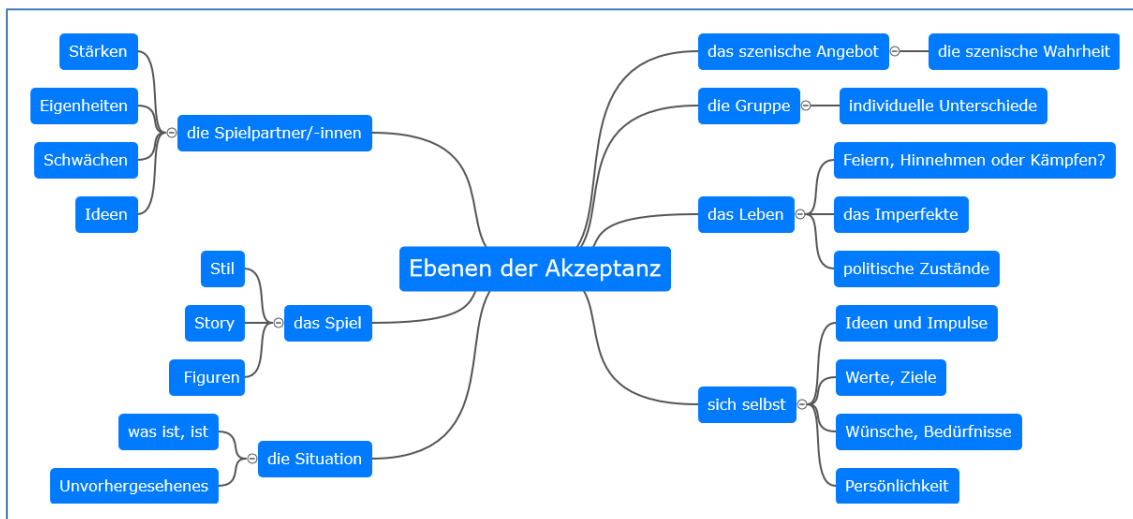 Ebenen der Akzeptanz
die Spielpartner/-innen
Stärken
Eigenheiten
Schwächen
Ideen
das Spiel
Stil
Story
Figuren
die Situation
was ist, ist
Unvorhergesehenes
das szenische Angebot
die szenische Wahrheit
die Gruppe
individuelle Unterschiede
das Leben
Feiern, Hinnehmen oder Kämpfen?
das Imperfekte
politische Zustände
sich selbst
Ideen und Impulse
Werte, Ziele
Wünsche, Bedürfnisse
Persönlichkeit